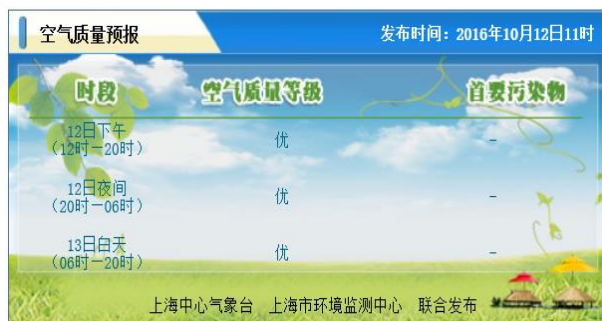 空气质量预报 发布时间：2016年10月12日11时
时段 空气质量等级 首要污染物
12日下午
（12时－20时） 优 -
12日夜间
（20时－06时） 优 -
13日白天
（06时－20时） 优 -
上海中心气象台 上海市环境监测中心 联合发布